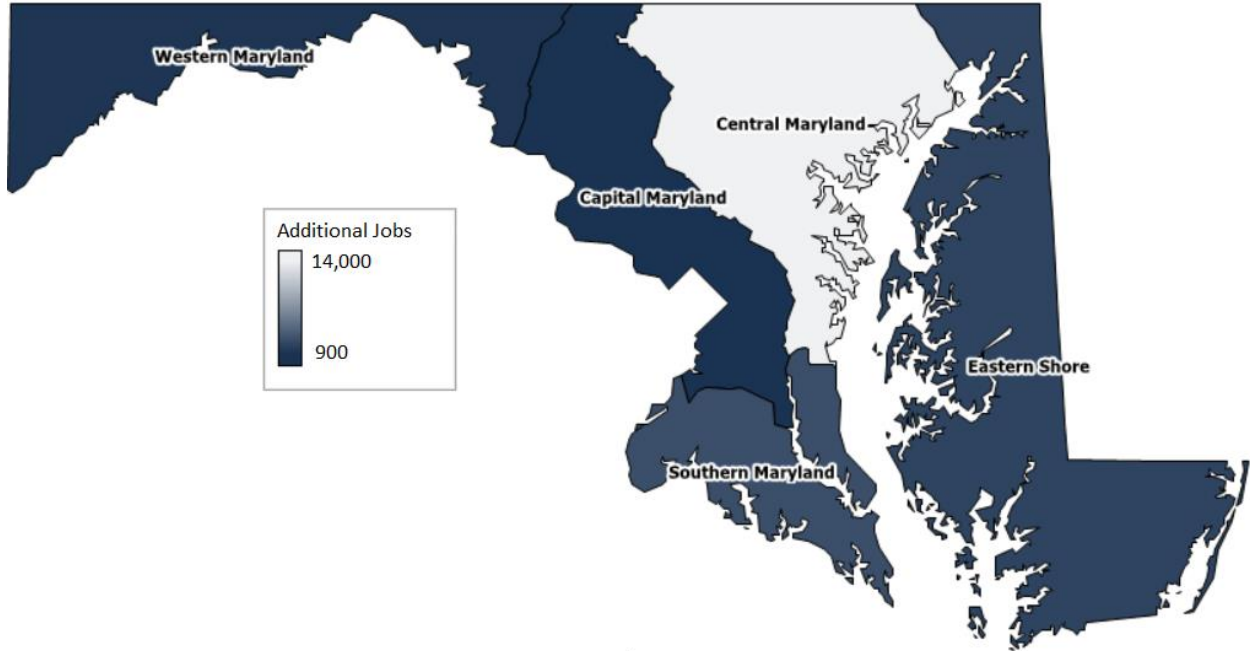 Western Maryland
Central Maryland
Capital Maryland
Additional Jobs
14,000
900
Eastern Shore
Southern Maryland